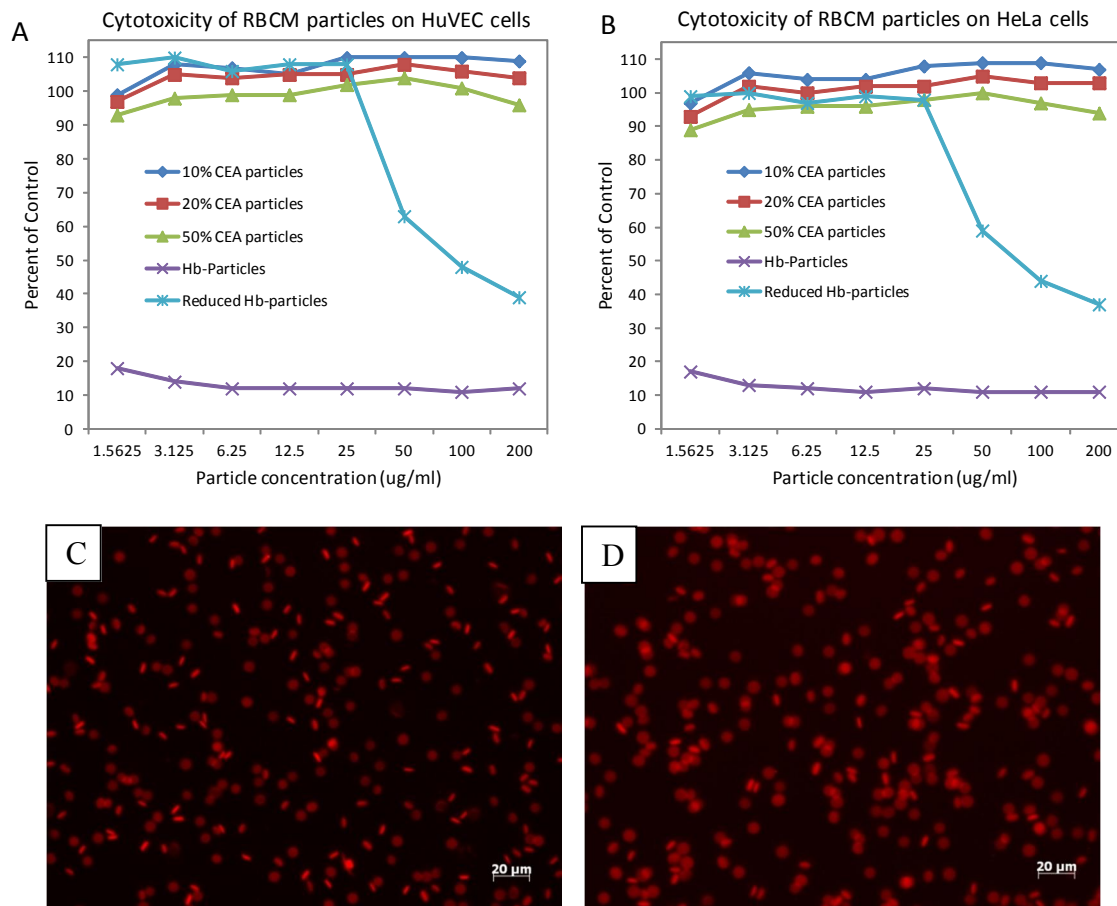 A
Cytotoxicity of RBCM particles on HuVEC cells
Percent of Control
110
100
90
80
70
60
50
40
30
20
10
0
10% CEA particles
20% CEA particles
50% CEA particles
Hb-Particles
Reduced Hb-particles
1.5625 3.125 6.25 12.5 25 50 100 200
Particle concentration (ug/ml)
B
Cytotoxicity of RBCM particles on HeLa cells
Percent of Control
110
100
90
80
70
60
50
40
30
20
10
0
10% CEA particles
20% CEA particles
50% CEA particles
Hb-Particles
Reduced Hb-particles
1.5625 3.125 6.25 12.5 25 50 100 200
Particle concentration (ug/ml)
C
20 µm
D
20 µm